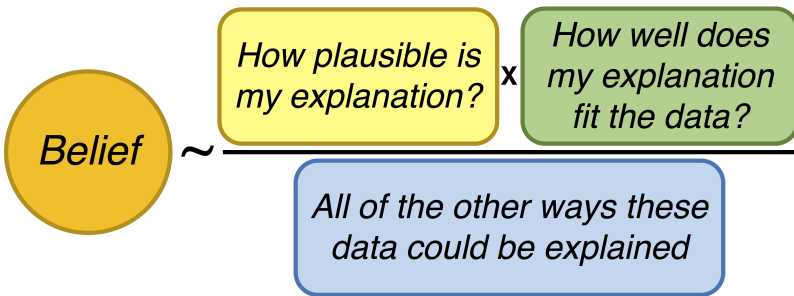 How plausible is
my explanation?
x
How well does
my explanation
fit the data?
Belief
~
All of the other ways these
data could be explained